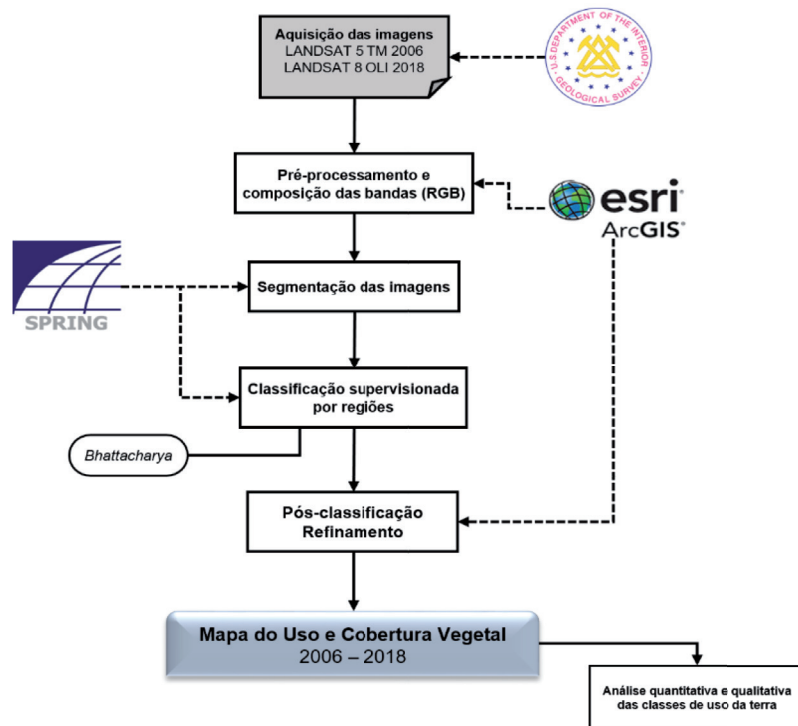 Aquisição das imagens
LANDSAT 5 TM 2006
LANDSAT 8 OLI 2018
U.S.DEPARTMENT OF THE INTERIOR
GEOLOGICAL SURVEY
Pré-processamento e
composição das bandas (RGB)
esri
ArcGIS®
SPRING
Segmentação das imagens
Classificação supervisionada
por regiões
Bhattacharya
Pós-classificação
Refinamento
Mapa do Uso e Cobertura Vegetal
2006 – 2018
Análise quantitativa e qualitativa
das classes de uso da terra